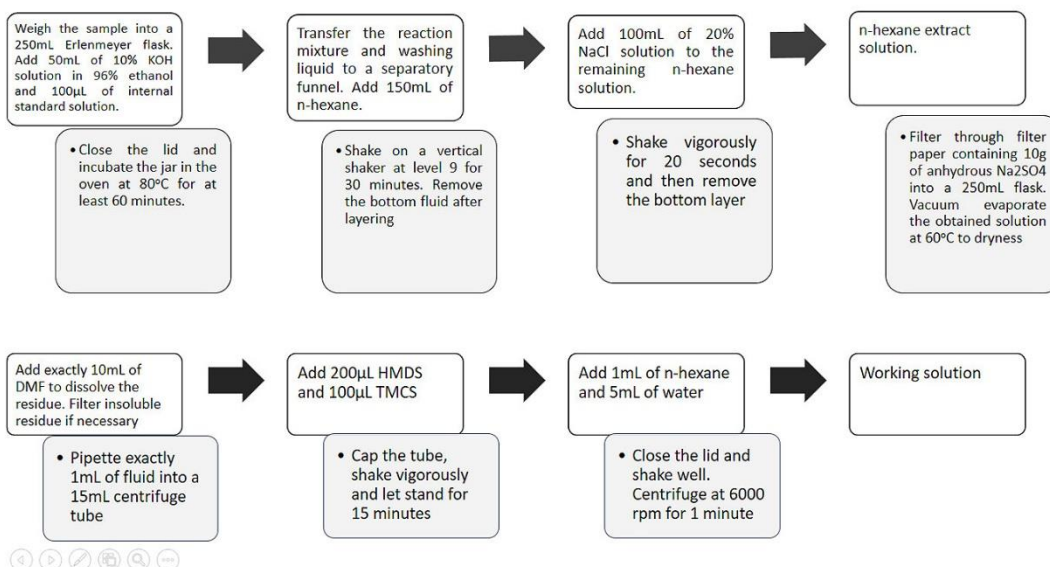 Weigh the sample into a
250mL Erlenmeyer flask.
Add 50mL of 10% KOH
solution in 96% ethanol
and 100µL of internal
standard solution.
• Close the lid and
incubate the jar in the
oven at 80ºC for at
least 60 minutes.
Transfer the reaction
mixture and washing
liquid to a separatory
funnel. Add 150mL of
n-hexane.
• Shake on a vertical
shaker at level 9 for
30 minutes. Remove
the bottom fluid after
layering
Add 100mL of 20%
NaCl solution to the
remaining n-hexane
solution.
• Shake vigorously
for 20 seconds
and then remove
the bottom layer
n-hexane extract
solution.
• Filter through filter
paper containing 10g
of anhydrous Na2SO4
into a 250mL flask.
Vacuum evaporate
the obtained solution
at 60ºC to dryness
Add exactly 10mL of
DMF to dissolve the
residue. Filter insoluble
residue if necessary
• Pipette exactly
1mL of fluid into a
15mL centrifuge
tube
Add 200µL HMDS
and 100µL TMCS
• Cap the tube,
shake vigorously
and let stand for
15 minutes
Add 1mL of n-hexane
and 5mL of water
• Close the lid and
shake well.
Centrifuge at 6000
rpm for 1 minute
Working solution